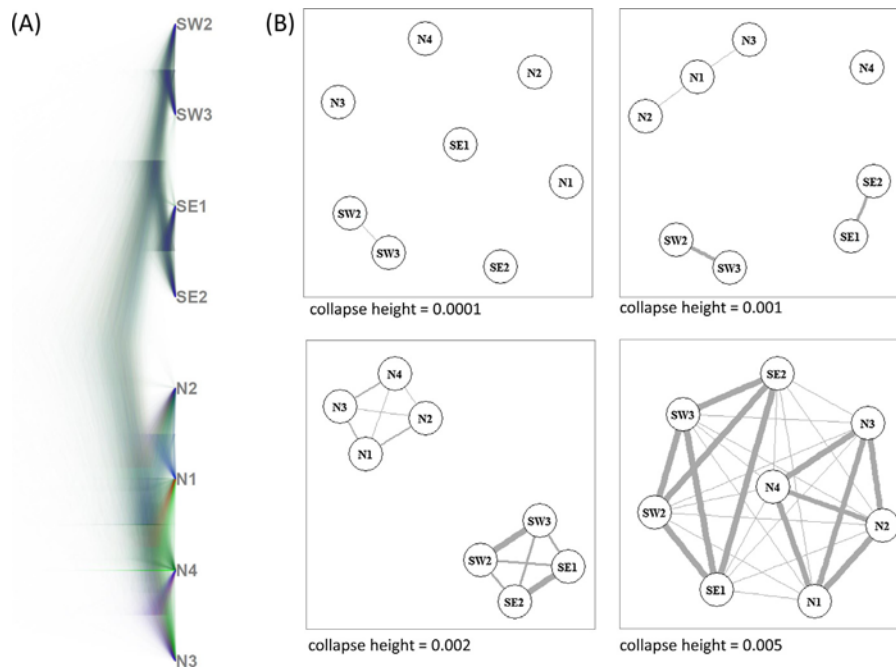 (A)
SW2
SW3
SE1
SE2
N2
N1
N4
N3
(B)
N4
N2
N3
SE1
N1
SW2
SW3
SE2
collapse height = 0.0001
N3
N1
N4
N2
SE2
SE1
SW2
SW3
collapse height = 0.001
N4
N3
N2
N1
SW3
SW2
SE1
SE2
collapse height = 0.002
SE2
SW3
N3
N4
SW2
N2
SE1
N1
collapse height = 0.005